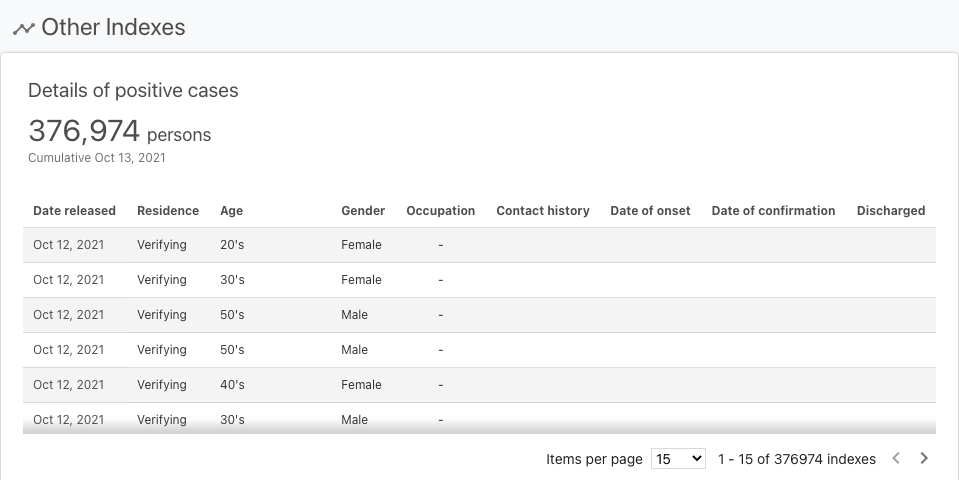 Other Indexes
Details of positive cases
376,974 persons
Cumulative Oct 13, 2021
Date released Residence Age Gender Occupation Contact history Date of onset Date of confirmation Discharged
Oct 12, 2021 Verifying 20's Female -
Oct 12, 2021 Verifying 30's Female -
Oct 12, 2021 Verifying 50's Male -
Oct 12, 2021 Verifying 50's Male -
Oct 12, 2021 Verifying 40's Female -
Oct 12, 2021 Verifying 30's Male -
Items per page 15 1 - 15 of 376974 indexes